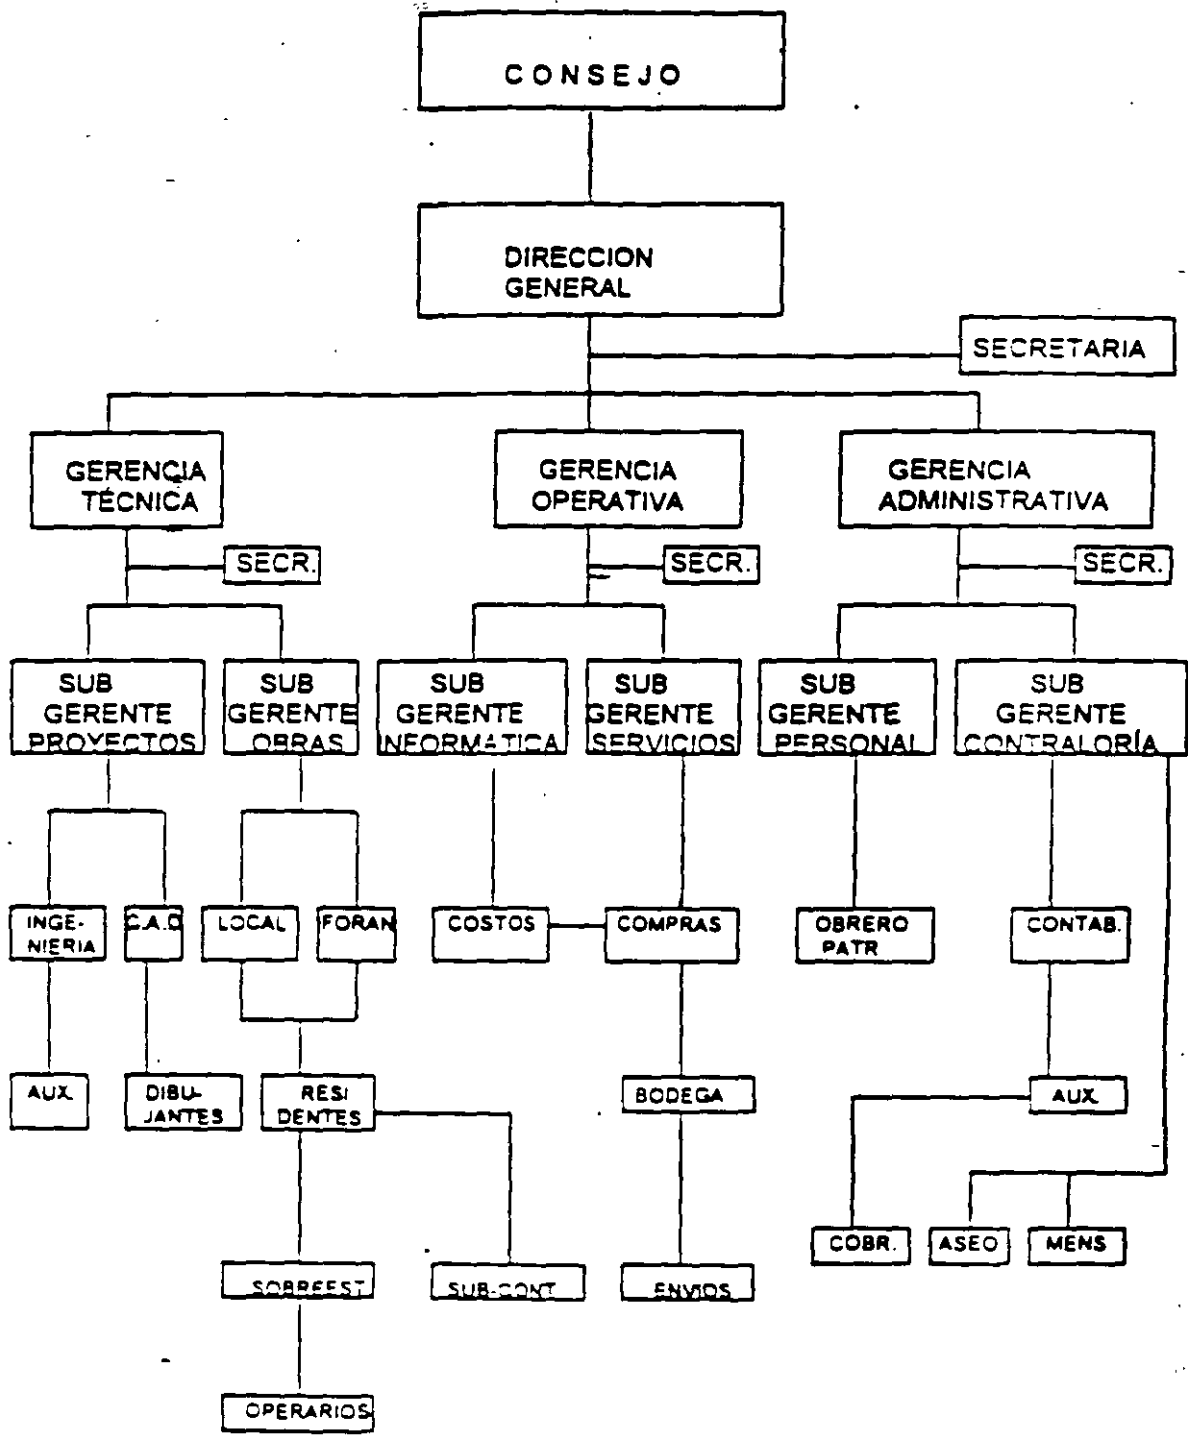 CONSEJO
DIRECCION
GENERAL
SECRETARIA
GERENCIA
TÉCNICA
GERENCIA
OPERATIVA
GERENCIA
ADMINISTRATIVA
SECR.
SECR.
SECR.
SUB
GERENTE
PROYECTOS
SUB
GERENTE
OBRAS
SUB
GERENTE
INFORMATICA
SUB
GERENTE
SERVICIOS
SUB
GERENTE
PERSONAL
SUB
GERENTE
CONTRALORÍA
INGE-
NIERIA
C.A.D
LOCAL
FORAN
COSTOS
COMPRAS
OBRERO
PATR
CONTAB.
AUX.
DIBU-
JANTES
RESI
DENTES
BODEGA
AUX.
COBR.
ASEO
MENS
SOBREEST
SUB-CONT
ENVIOS
OPERARIOS